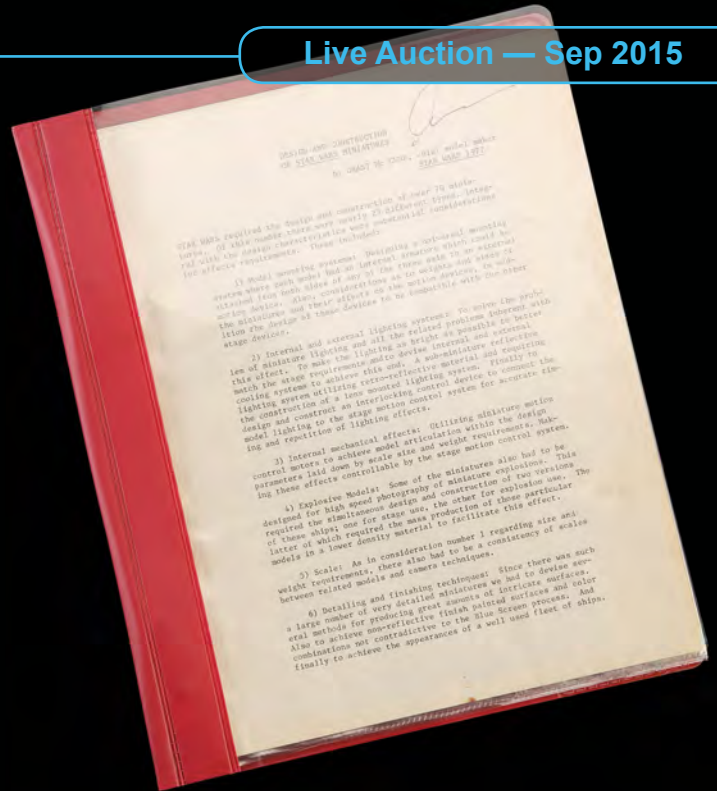 Live Auction — Sep 2015
DESIGN AND CONSTRUCTION
OF STAR WARS MINIATURES
by GRANT Mc CUNE, chief model maker
STAR WARS 1977
STAR WARS required the design and construction of over 75 minia-
tures. Of this number there were nearly 25 different types. Integ-
ral with the design characteristics were substantial considerations
for effects requirements. These included:
1) Model mounting systems: Designing a universal mounting
system where each model had an internal armature which could be
attained from both sides of any of the three axes to an external
motion device. Also, considerations as to weights and sizes of
the miniatures and their effects on the motion devices, in add-
ition the design of these devices to be compatible with the other
stage devices.
2) Internal and external lighting systems: To solve the prob-
lem of miniature lighting and all the related problems inherent with
this effect. To make the lighting as bright as possible to better
match the stage requirements andto devise internal and external
cooling systems to achieve this end. A sub-miniature reflection
lighting system utilizing retro-reflective material and requiring
the construction of a lens mounted lighting system. Finally to
design and construct an interlocking control device to connect the
model lighting to the stage motion control system for accurate tim-
ing and repetition of lighting effects.
3) Internal mechanical affects: Utilizing miniature motion
control motors to achieve model articularion within the design
parameters laid down by scale size and weight requirements. Mak-
ing these effects controllable by the stage motion control system.
4) Explosive Models: Some of the miniatures also had to be
designed for high speed photography of miniature explosions. This
required the simultaneous design and construction of two versions
of these ships; one for stage use, the other for explosion use. The
latter of which required the mass production of those particular
models in a lower density material to facilitate this effect.
5) Scale: As in consideration number 1 regarding size and
weight requirements, there also had to be a consistency of scales
between related models and camera techniques.
6) Detailing and finishing techinques: Since there was such
a large number of very detailed miniatures we had to devise sev-
eral methods for producing great amounts of intricate surfaces.
Also to achieve non-reflective finish painted surfaces and color
combinations not contradictive to the Blue Screen process. And
finally to achieve the appearances of a well used fleet of ships.